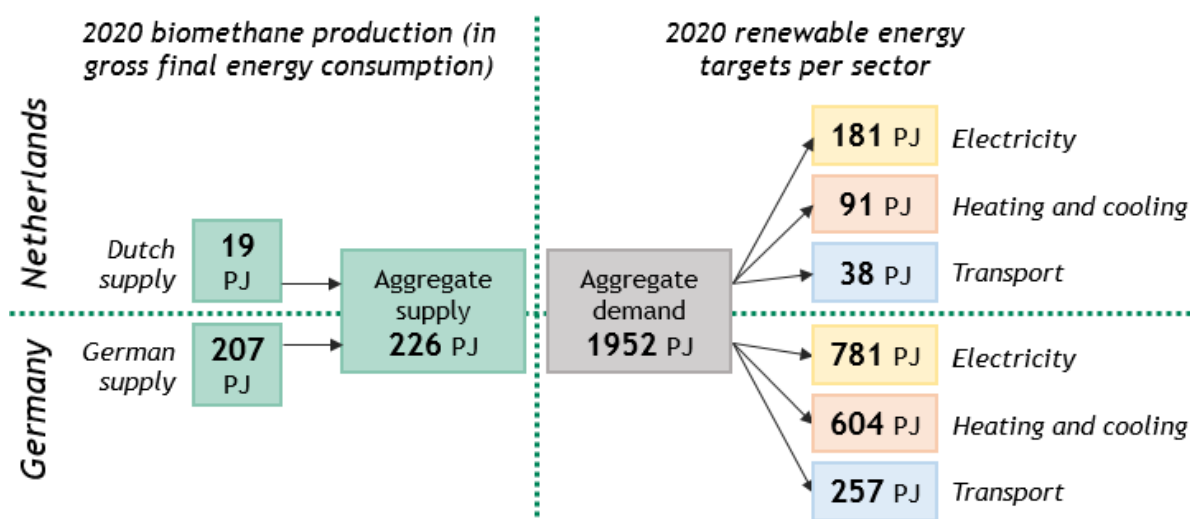 2020 biomethane production (in
gross final energy consumption)
2020 renewable energy
targets per sector
Netherlands
Dutch
supply
19
PJ
Aggregate
supply
226 PJ
Aggregate
demand
1952 PJ
181 PJ Electricity
91 PJ Heating and cooling
38 PJ Transport
Germany
German
supply
207
PJ
781 PJ Electricity
604 PJ Heating and cooling
257 PJ Transport